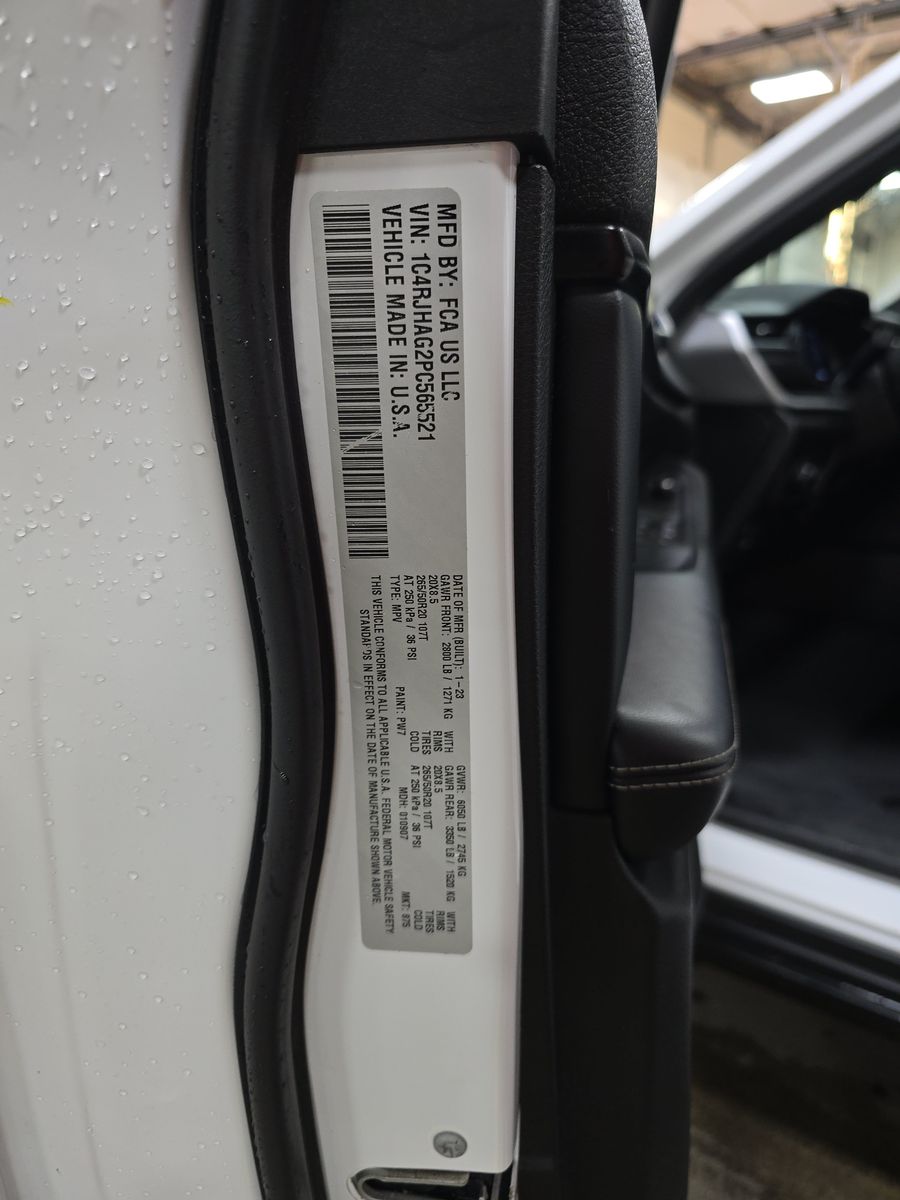 MFD BY: FCA US LLC
VIN: 1C4RJHAG2PC565521
VEHICLE MADE IN: U.S.A.
DATE OF MFR (BUILT): 1-23 GVWR: 6050 LB / 2745 KG
GAWR FRONT: 2800 LB / 1271 KG WITH GAWR REAR: 3350 LB / 1520 KG WITH
20X8.5 RIMS 20X8.5 RIMS
265/50R20 107T TIRES 265/50R20 107T TIRES
AT 250 kPa / 36 PSI COLD AT 250 kPa / 36 PSI COLD
TYPE: MPV PAINT: PW7 MDH: 010907 MKT: 975
THIS VEHICLE CONFORMS TO ALL APPLICABLE U.S.A. FEDERAL MOTOR VEHICLE SAFETY
STANDARDS IN EFFECT ON THE DATE OF MANUFACTURE SHOWN ABOVE.